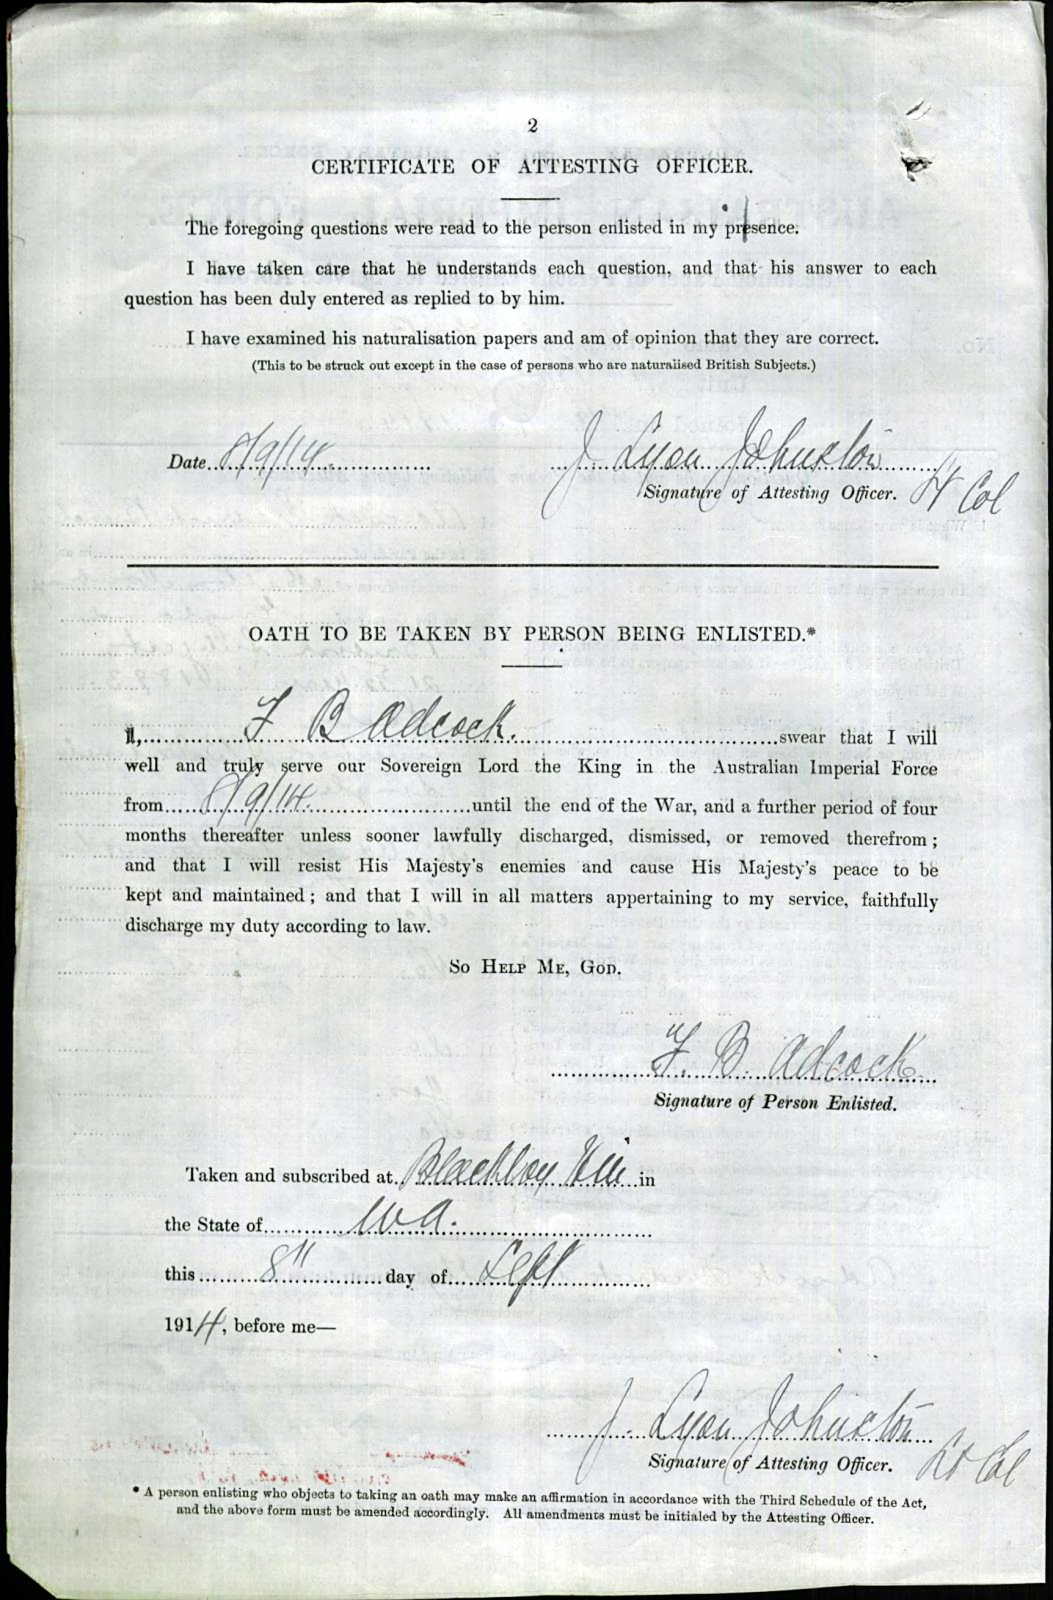 2
CERTIFICATE OF ATTESTING OFFICER.
The foregoing questions were read to the person enlisted in my presence.
I have taken care that he understands each question, and that his answer to each
question has been duly entered as replied to by him.
I have examined his naturalisation papers and am of opinion that they are correct.
(This to be struck out except in the case of persons who are naturalised British Subjects.)
Date 8/9/14. J. Lyon Johnston
Signature of Attesting Officer. Lt Col
OATH TO BE TAKEN BY PERSON BEING ENLISTED.*
I, F B Adcock. swear that I will
well and truly serve our Sovereign Lord the King in the Australian Imperial Force
from 8/9/14. until the end of the War, and a further period of four
months thereafter unless sooner lawfully discharged, dismissed, or removed therefrom;
and that I will resist His Majesty's enemies and cause His Majesty's peace to be
kept and maintained; and that I will in all matters appertaining to my service, faithfully
discharge my duty according to law.
So Help Me, God.
F. B. Adcock
Signature of Person Enlisted.
Taken and subscribed at Blackboy Hill in
the State of W A.
this 8" day of Sept
1914, before me—
J. Lyon Johnston
Signature of Attesting Officer. Lt Col
* A person enlisting who objects to taking an oath may make an affirmation in accordance with the Third Schedule of the Act,
and the above form must be amended accordingly. All amendments must be initialed by the Attesting Officer.